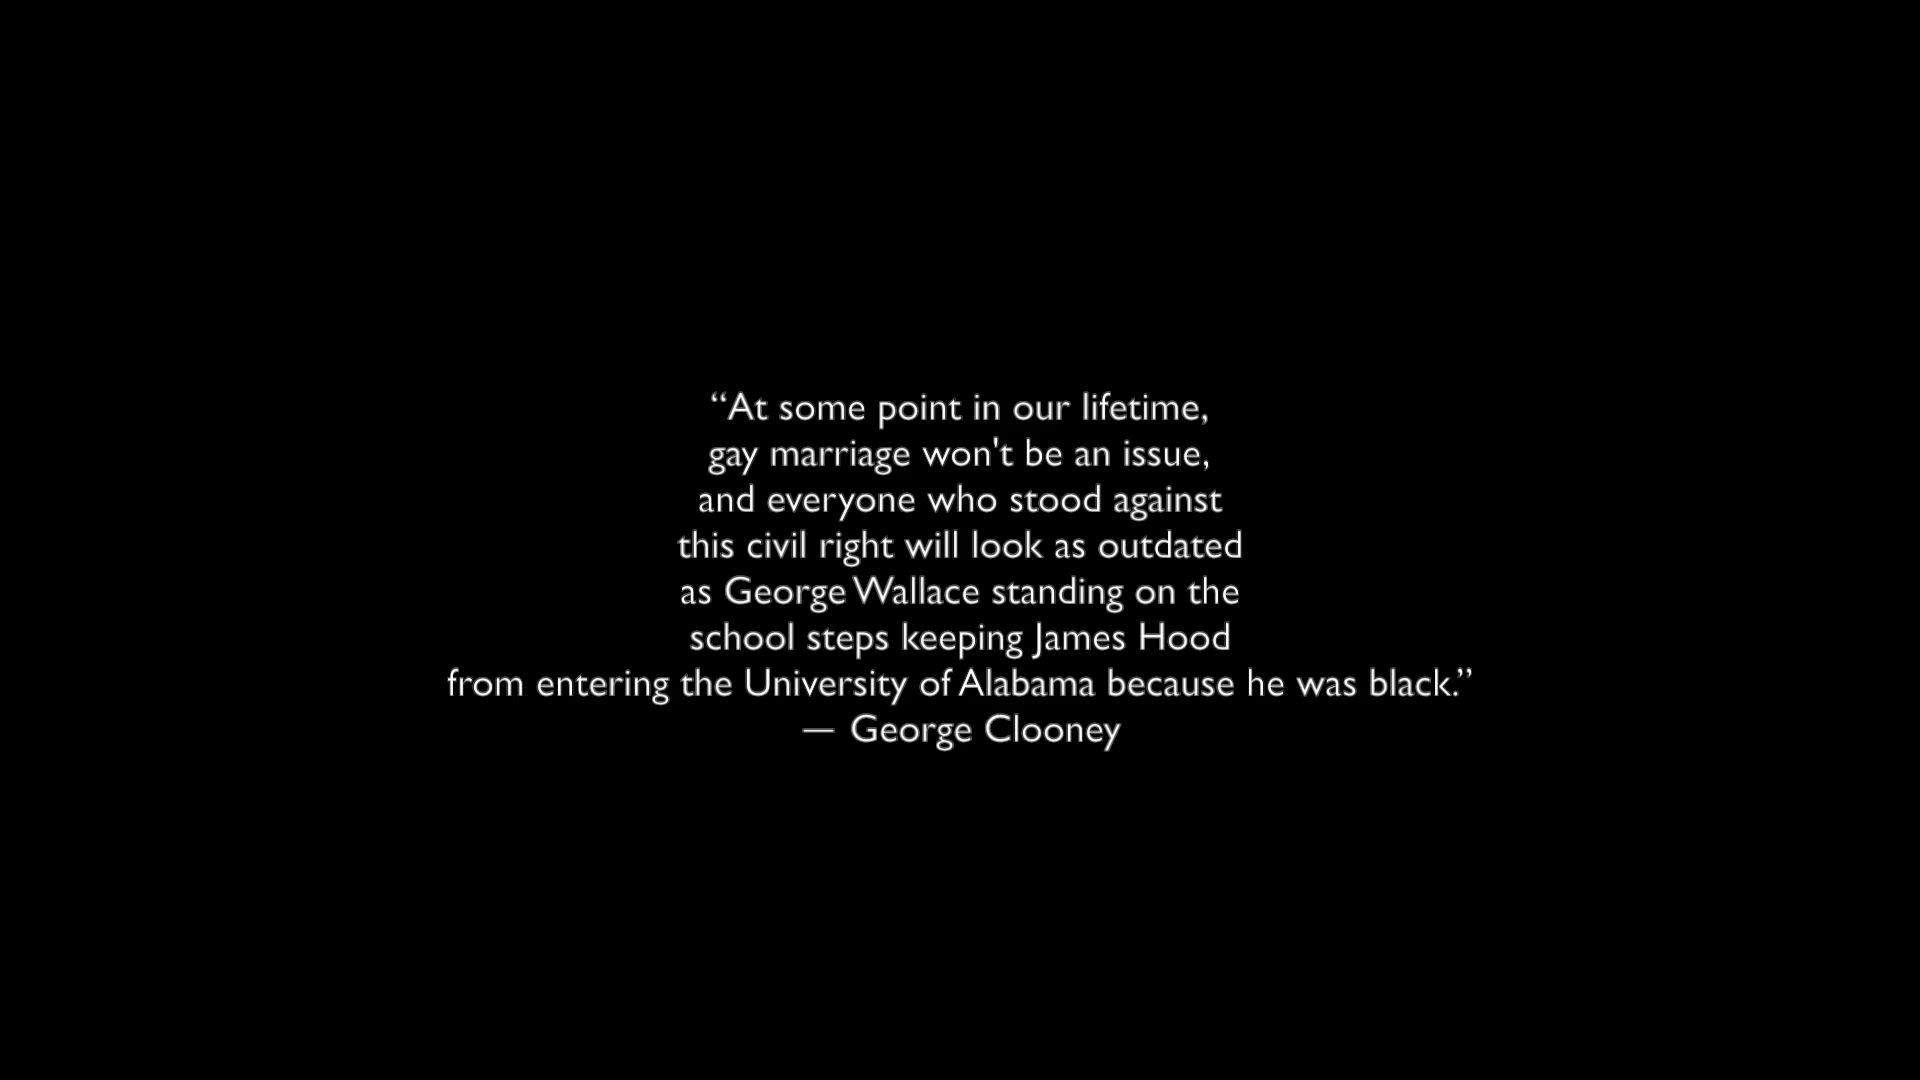 “At some point in our lifetime,
gay marriage won't be an issue,
and everyone who stood against
this civil right will look as outdated
as George Wallace standing on the
school steps keeping James Hood
from entering the University of Alabama because he was black.”
— George Clooney